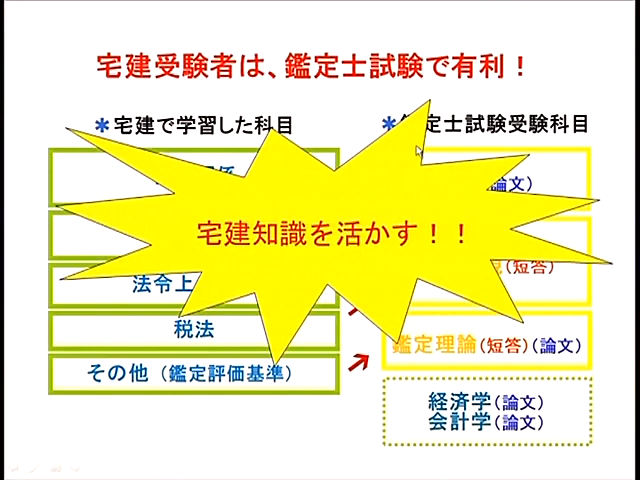 宅建受験者は、鑑定士試験で有利！
＊宅建で学習した科目
＊ 定士試験受験科目
論文）
宅建知識を活かす！！
（短答）
法令上
税法
鑑定理論（短答）（論文）
その他（鑑定評価基準）
経済学（論文）
会計学（論文）